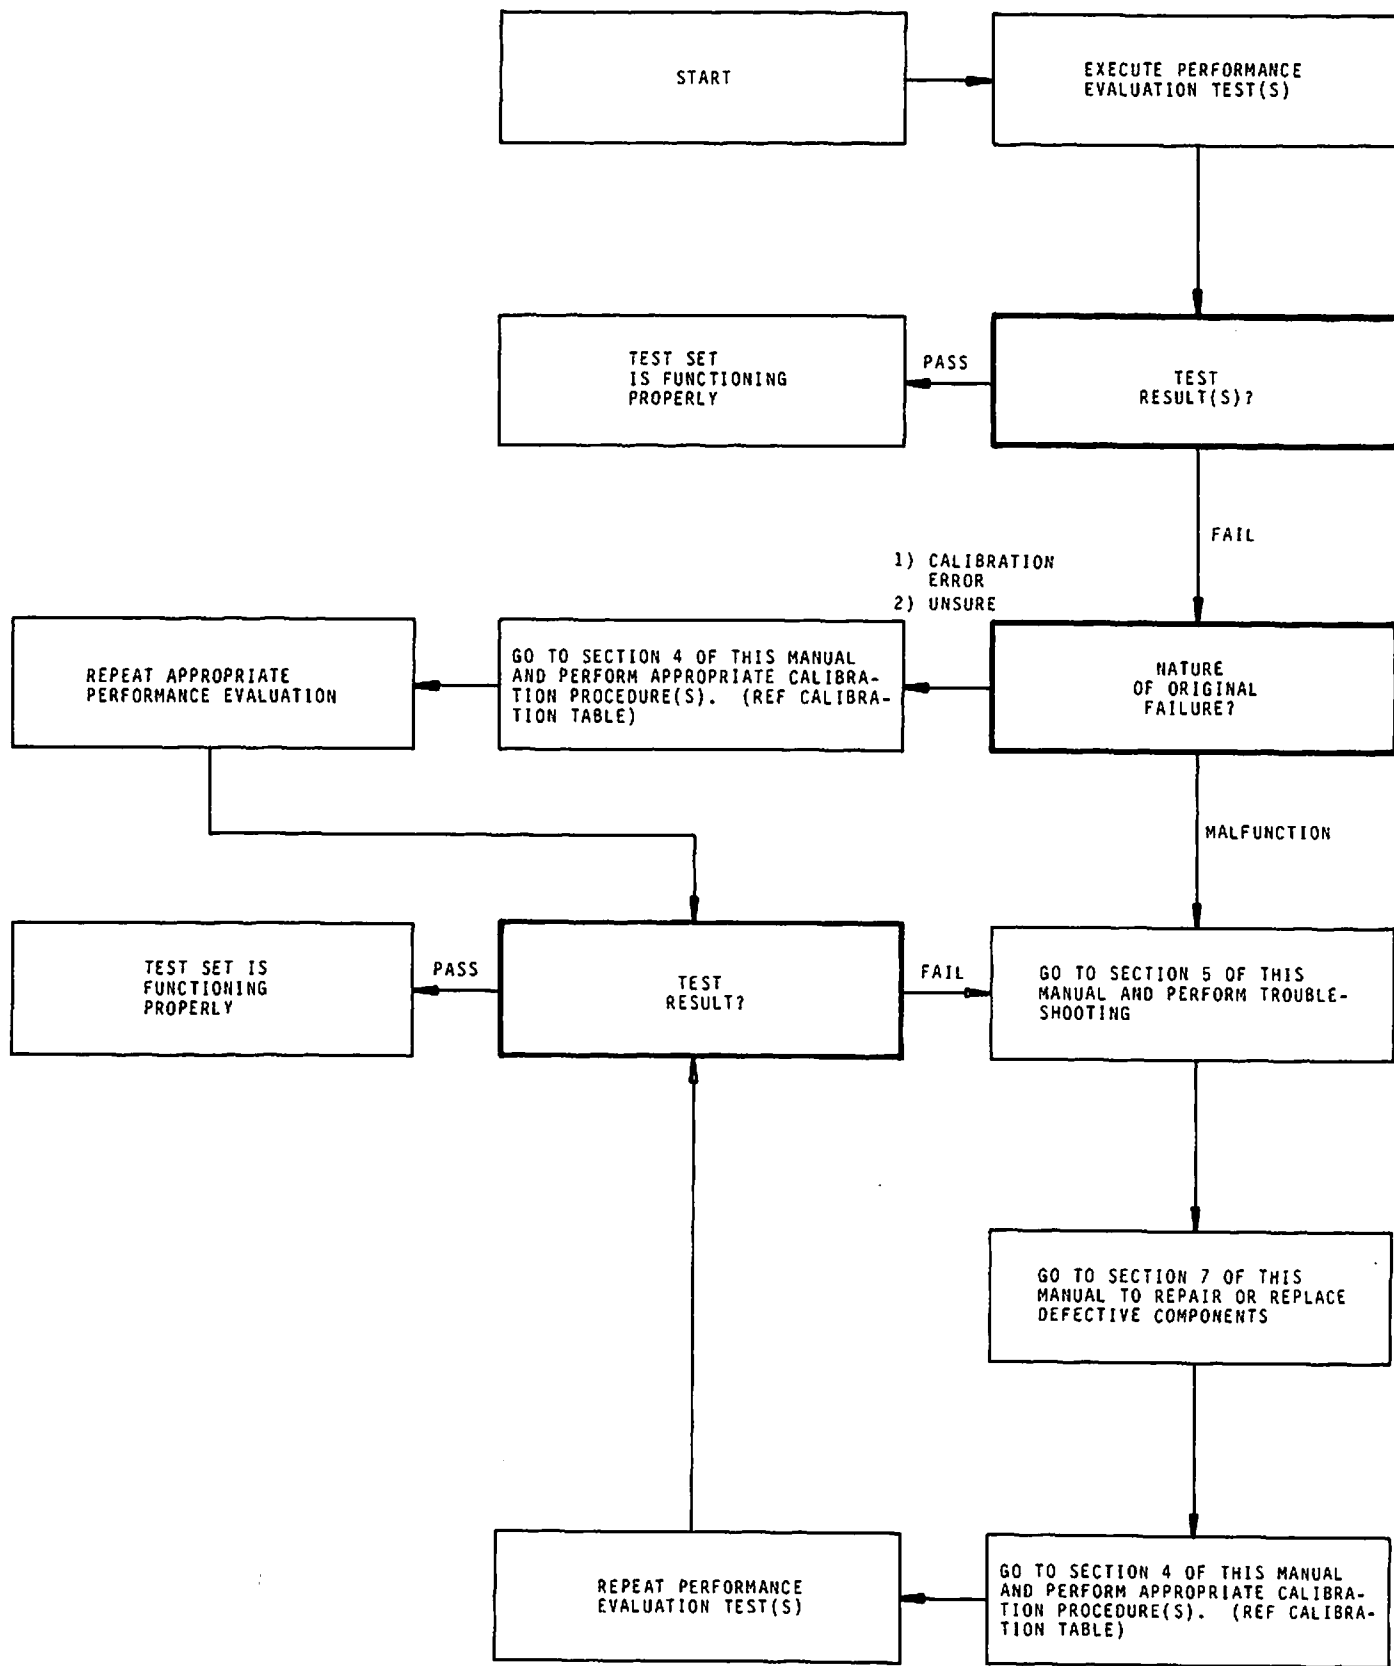 START
EXECUTE PERFORMANCE
EVALUATION TEST(S)
TEST SET
IS FUNCTIONING
PROPERLY
PASS
TEST
RESULT(S)?
FAIL
1) CALIBRATION
ERROR
2) UNSURE
REPEAT APPROPRIATE
PERFORMANCE EVALUATION
GO TO SECTION 4 OF THIS MANUAL
AND PERFORM APPROPRIATE CALIBRA-
TION PROCEDURE(S). (REF CALIBRA-
TION TABLE)
NATURE
OF ORIGINAL
FAILURE?
MALFUNCTION
TEST SET IS
FUNCTIONING
PROPERLY
PASS
TEST
RESULT?
FAIL
GO TO SECTION 5 OF THIS
MANUAL AND PERFORM TROUBLE-
SHOOTING
GO TO SECTION 7 OF THIS
MANUAL TO REPAIR OR REPLACE
DEFECTIVE COMPONENTS
REPEAT PERFORMANCE
EVALUATION TEST(S)
GO TO SECTION 4 OF THIS MANUAL
AND PERFORM APPROPRIATE CALIBRA-
TION PROCEDURE(S). (REF CALIBRA-
TION TABLE)